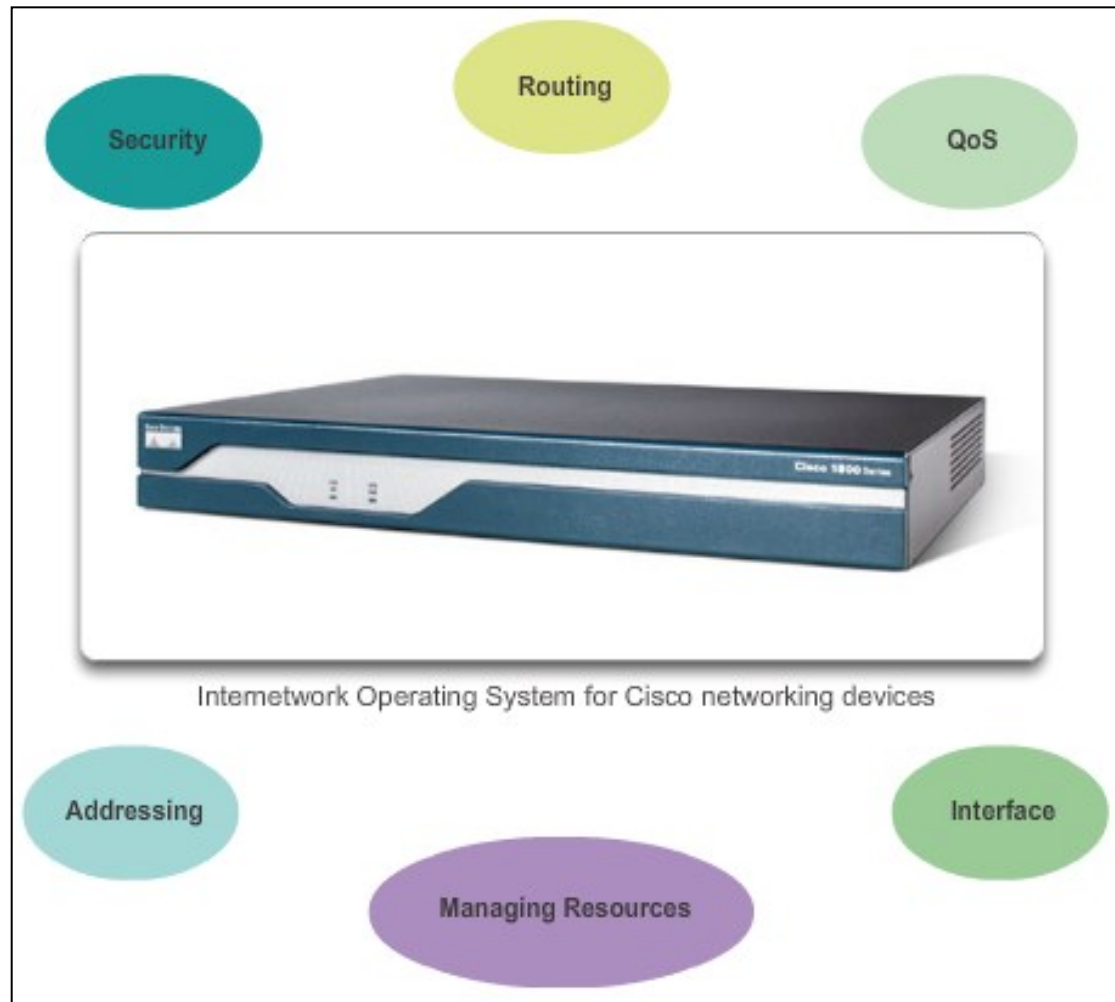 Routing
Security
QoS
Cisco 1800 Series
Internetwork Operating System for Cisco networking devices
Addressing
Interface
Managing Resources